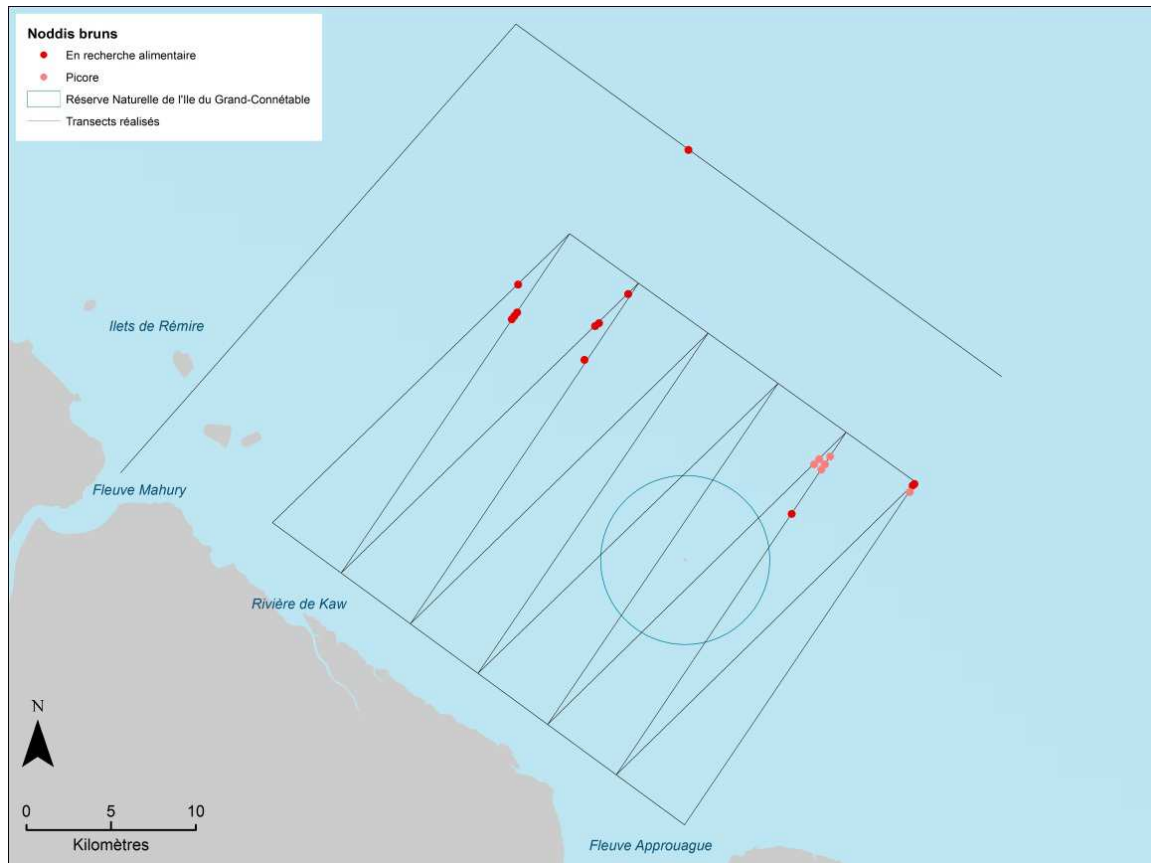 Noddis bruns
En recherche alimentaire
Picore
Réserve Naturelle de l'Ile du Grand-Connétable
Transects réalisés
Ilets de Rémire
Fleuve Mahury
Rivière de Kaw
N
0 5 10
Kilomètres
Fleuve Approuague